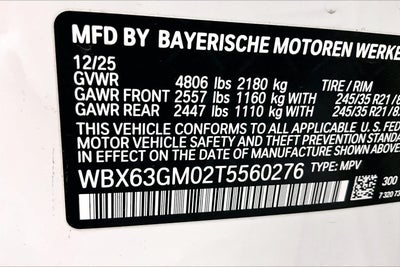 MFD BY BAYERISCHE MOTOREN WERKE
12/25
GVWR 4806 lbs 2180 kg TIRE / RIM
GAWR FRONT 2557 lbs 1160 kg WITH 245/35 R21 /
GAWR REAR 2447 lbs 1110 kg WITH 245/35 R21 /
THIS VEHICLE CONFORMS TO ALL APPLICABLE U.S. FED
MOTOR VEHICLE SAFETY AND THEFT PREVENTION STANDA
IN EFFECT ON THE DATE OF MANUFACTURE SHOWN ABOVE.
WBX63GM02T5560276 TYPE: MPV
300
7 320 73